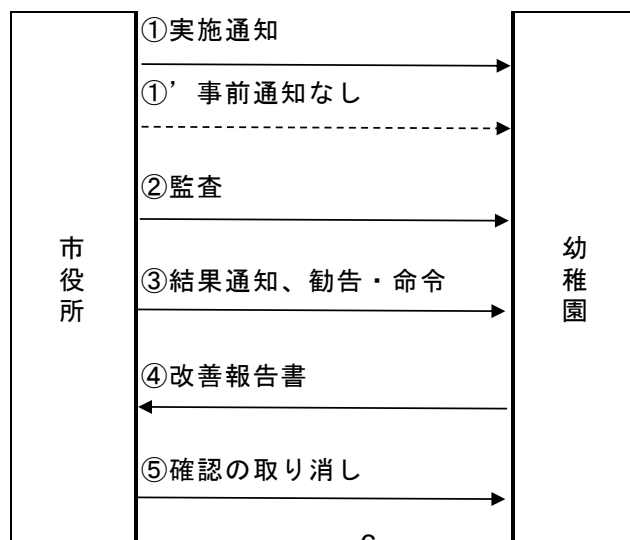 ①実施通知
①’事前通知なし
②監査
市役所
幼稚園
③結果通知、勧告・命令
④改善報告書
⑤確認の取り消し